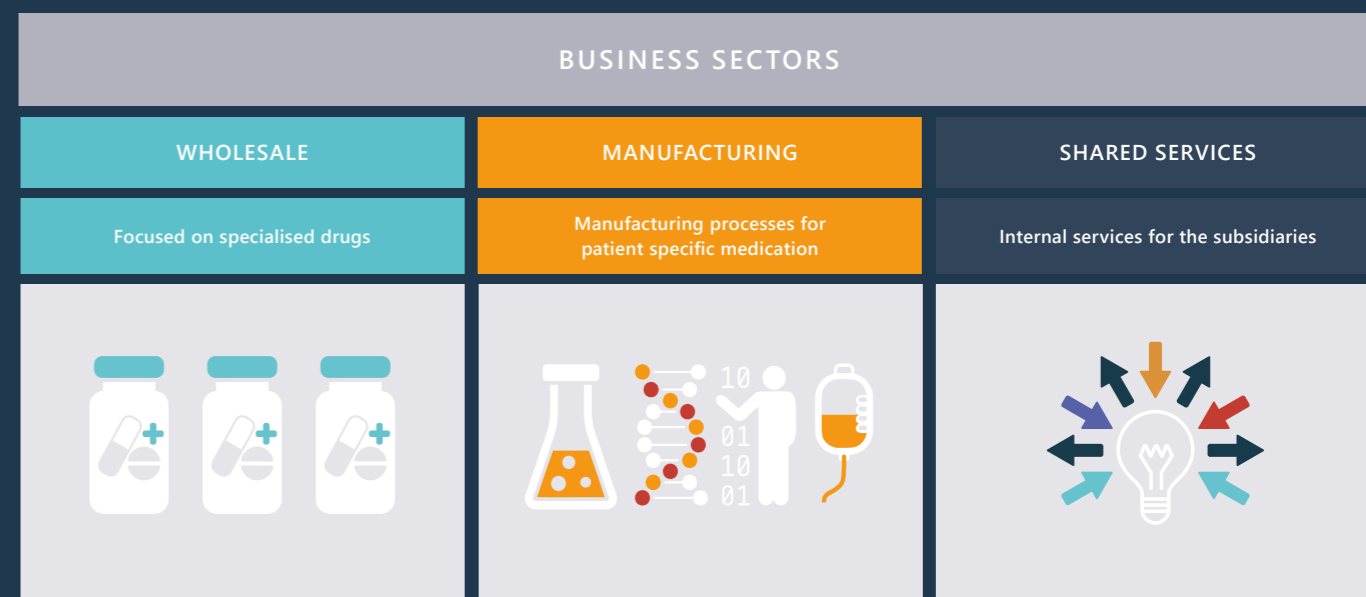 BUSINESS SECTORS
WHOLESALE
MANUFACTURING
SHARED SERVICES
Focused on specialised drugs
Manufacturing processes for
patient specific medication
Internal services for the subsidiaries
10
01
10
01